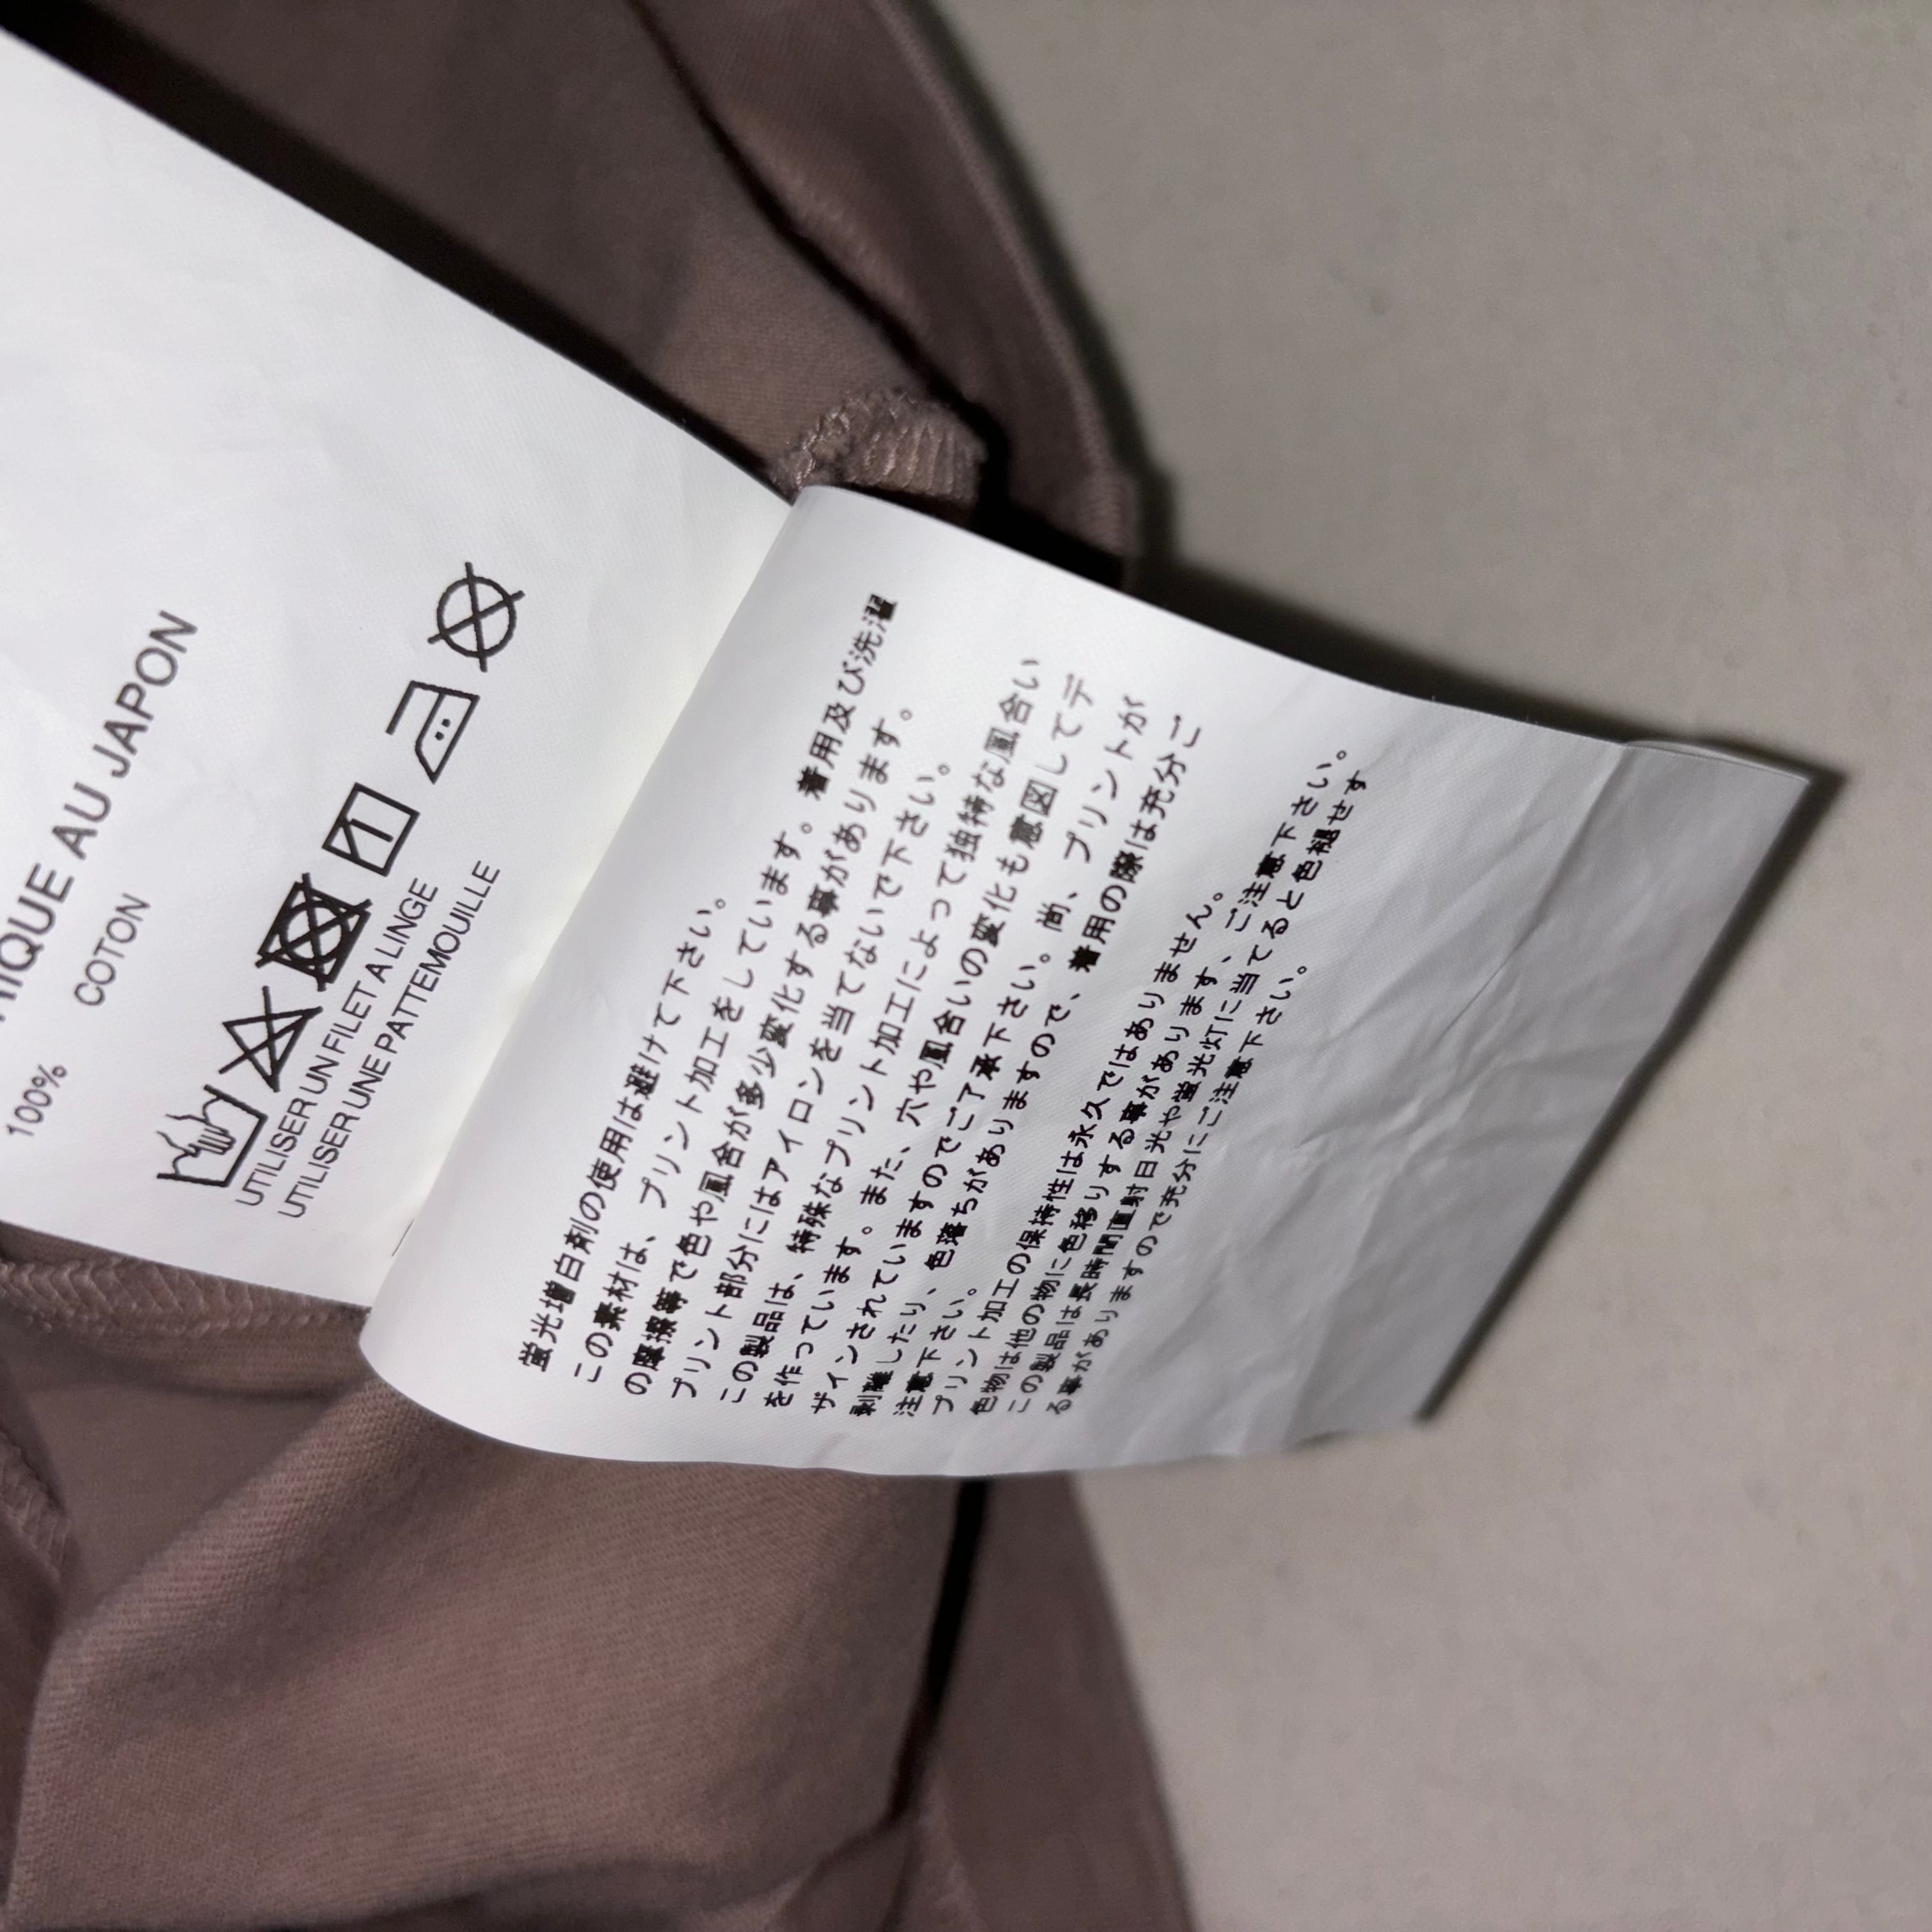 RIQUE AU JAPON
100% COTON
UTILISER UN FILET A LINGE
UTILISER UNE PATTEMOUILLE
蛍光増白剤の使用は避けて下さい。
この素材は、プリント加工をしています。着用及び洗濯
の摩擦等で色や風合が多少変化する事があります。
プリント部分にはアイロンを当てないで下さい。
この製品は、特殊なプリント加工によって独特な風合い
を作っています。また、穴や風合いの変化も意図してデ
ザインされていますのでご了承下さい。尚、プリントが
剥離したり、色落ちがありますので、着用の際は充分ご
注意下さい。
プリント加工の保持性は永久ではありません。
色物は他の物に色移りする事があります、ご注意下さい。
この製品は長時間直射日光や蛍光灯に当てると色褪せす
る事がありますので充分にご注意下さい。